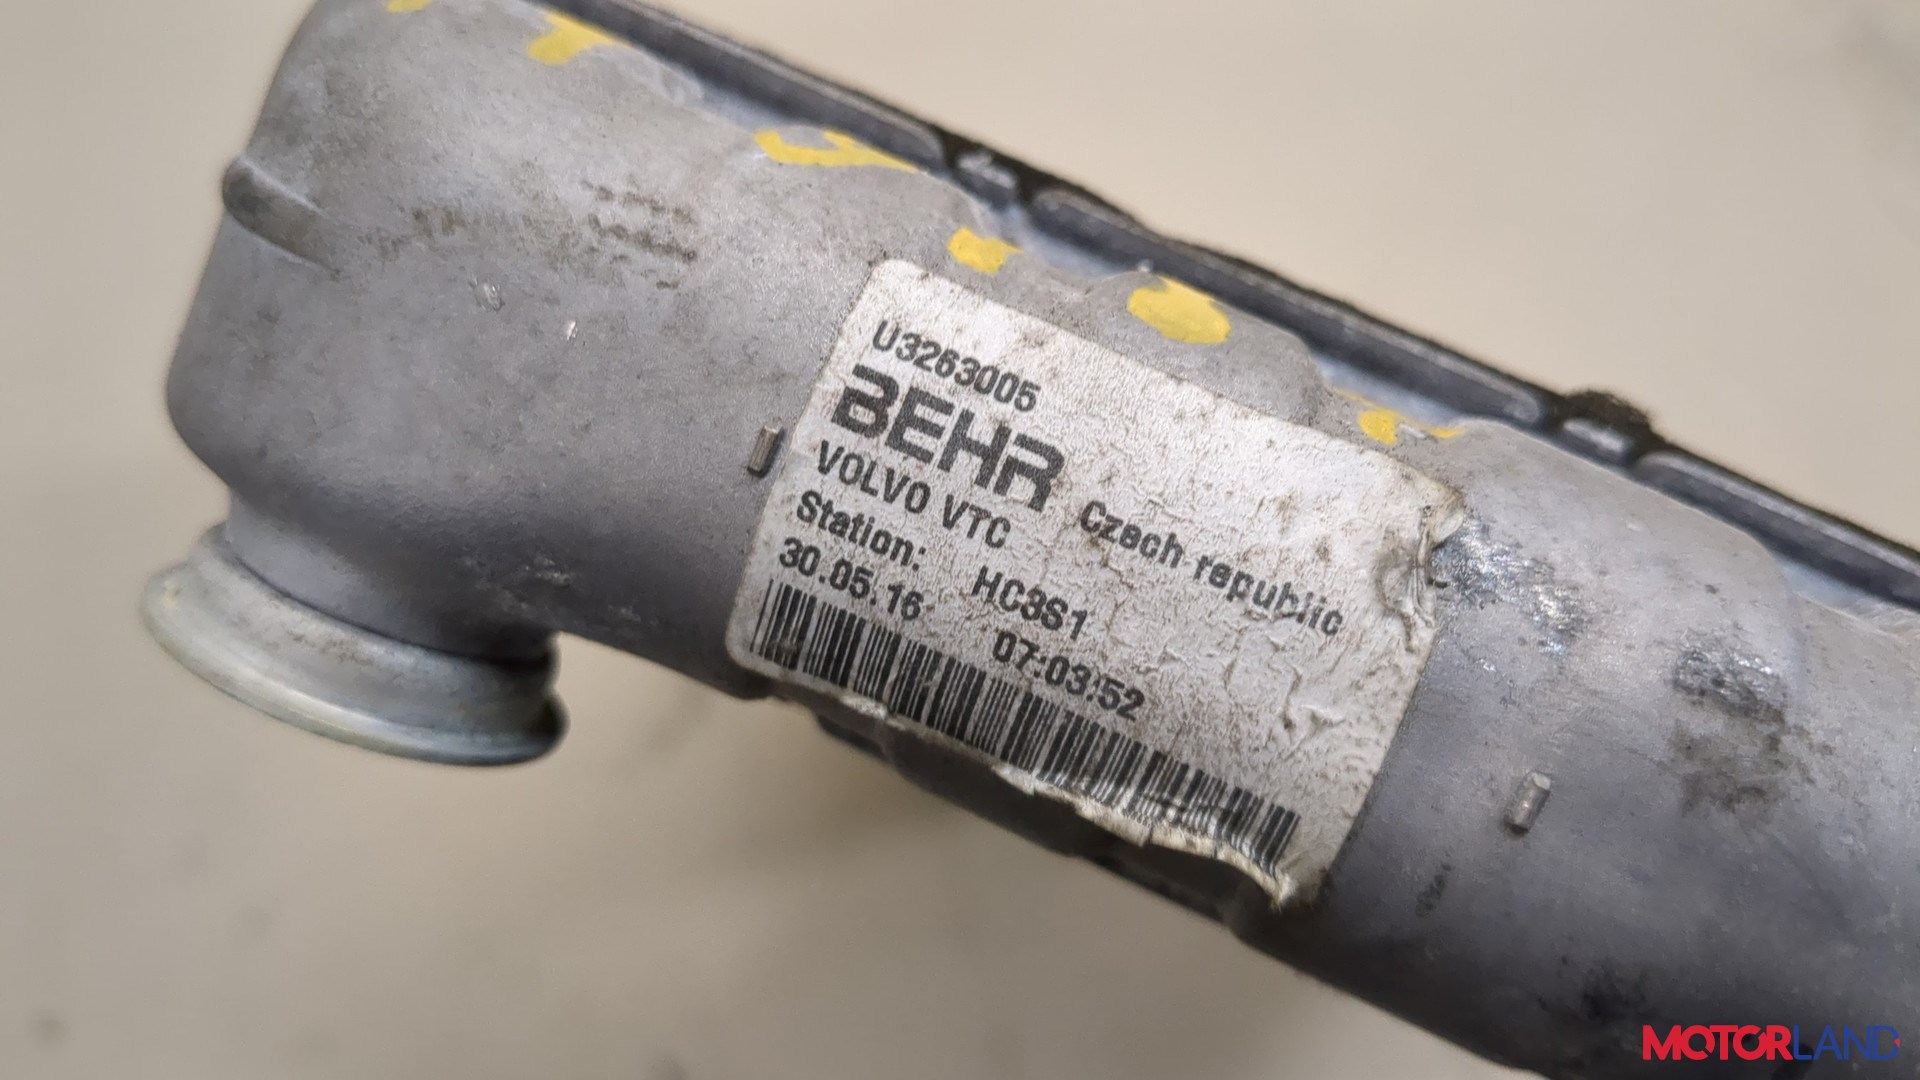 U3263005
BEHR Czech republic
VOLVO VTC
Station: HC3S1
30.05.16 07:03:52
MOTORLAND